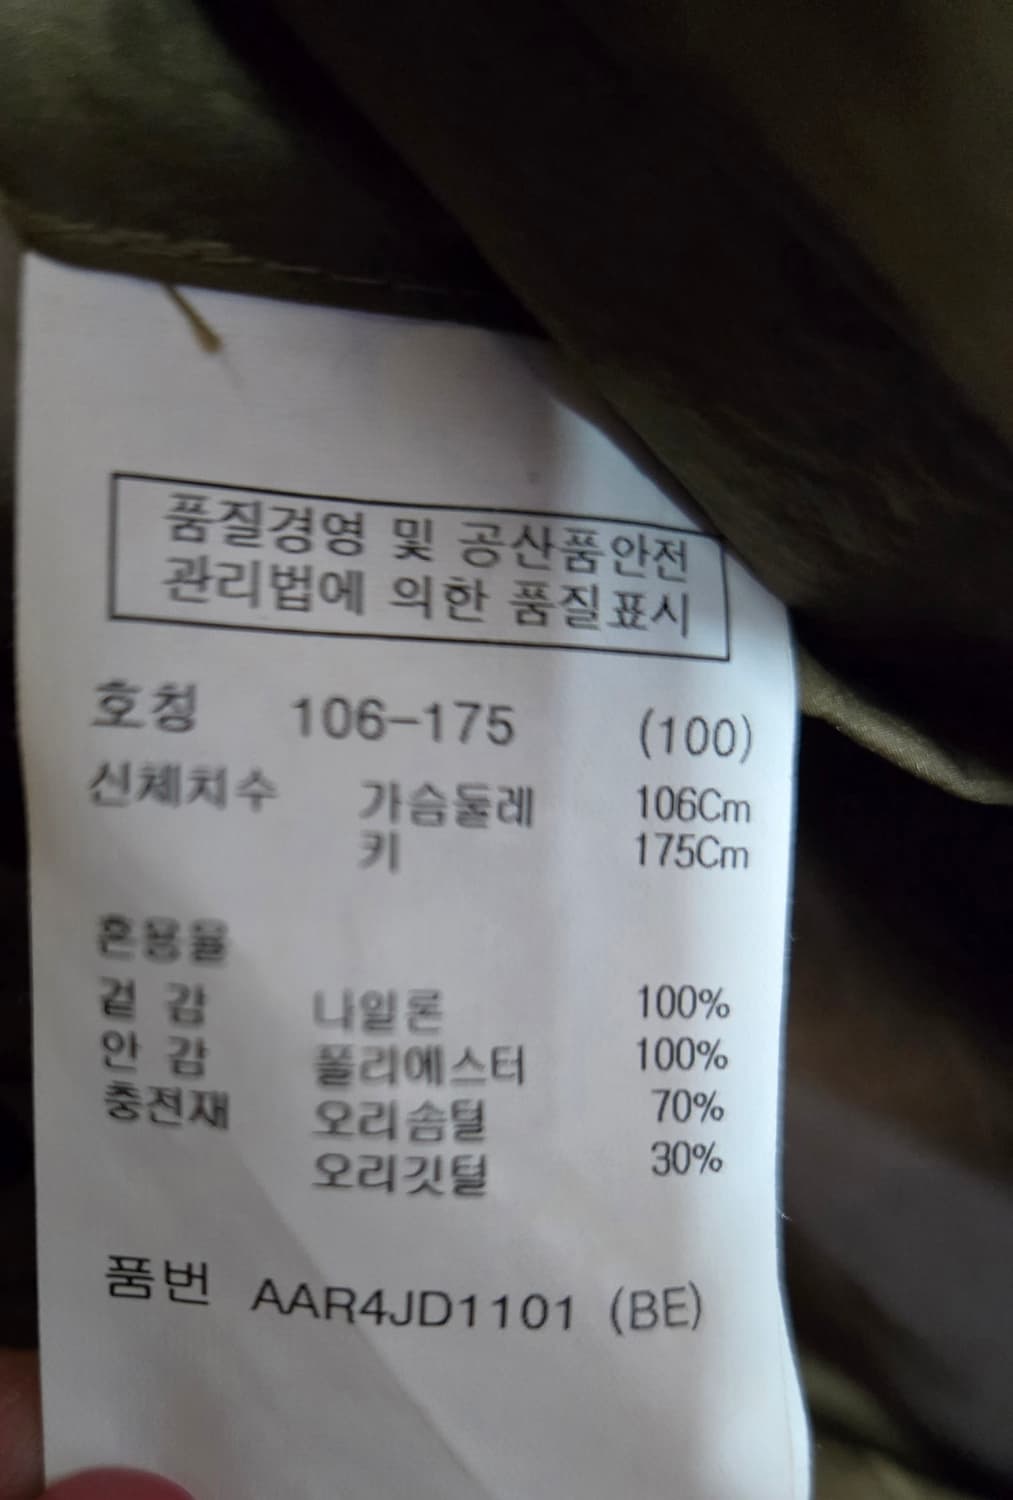 품질경영 및 공산품안전
관리법에 의한 품질표시
호칭 106-175 (100)
신체치수 가슴둘레 106Cm
키 175Cm
혼용율
겉 감 나일론 100%
안 감 폴리에스터 100%
충전재 오리솜털 70%
오리깃털 30%
품번 AAR4JD1101 (BE)